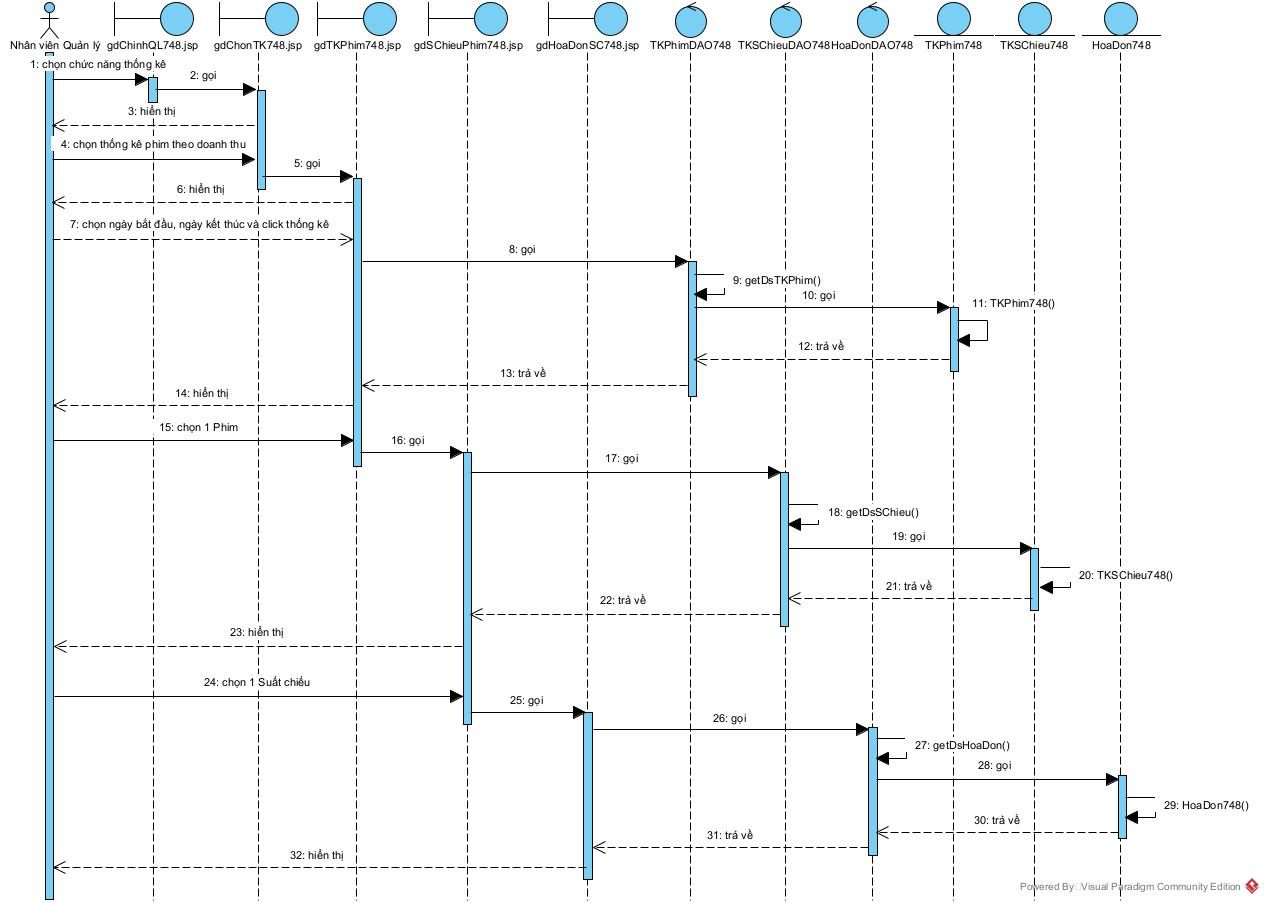 Nhân viên Quản lý
gdChinhQL748.jsp
gdChonTK748.jsp
gdTKPhim748.jsp
gdSChieuPhim748.jsp
gdHoaDonSC748.jsp
TKPhimDAO748
TKSChieuDAO748
HoaDonDAO748
TKPhim748
TKSChieu748
HoaDon748
1: chọn chức năng thống kê
2: gọi
3: hiển thị
4: chọn thống kê phim theo doanh thu
5: gọi
6: hiển thị
7: chọn ngày bắt đầu, ngày kết thúc và click thống kê
8: gọi
9: getDsTKPhim()
10: gọi
11: TKPhim748()
12: trả về
13: trả về
14: hiển thị
15: chọn 1 Phim
16: gọi
17: gọi
18: getDsSChieu()
19: gọi
20: TKSChieu748()
21: trả về
22: trả về
23: hiển thị
24: chọn 1 Suất chiếu
25: gọi
26: gọi
27: getDsHoaDon()
28: gọi
29: HoaDon748()
30: trả về
31: trả về
32: hiển thị
Powered By Visual Paradigm Community Edition